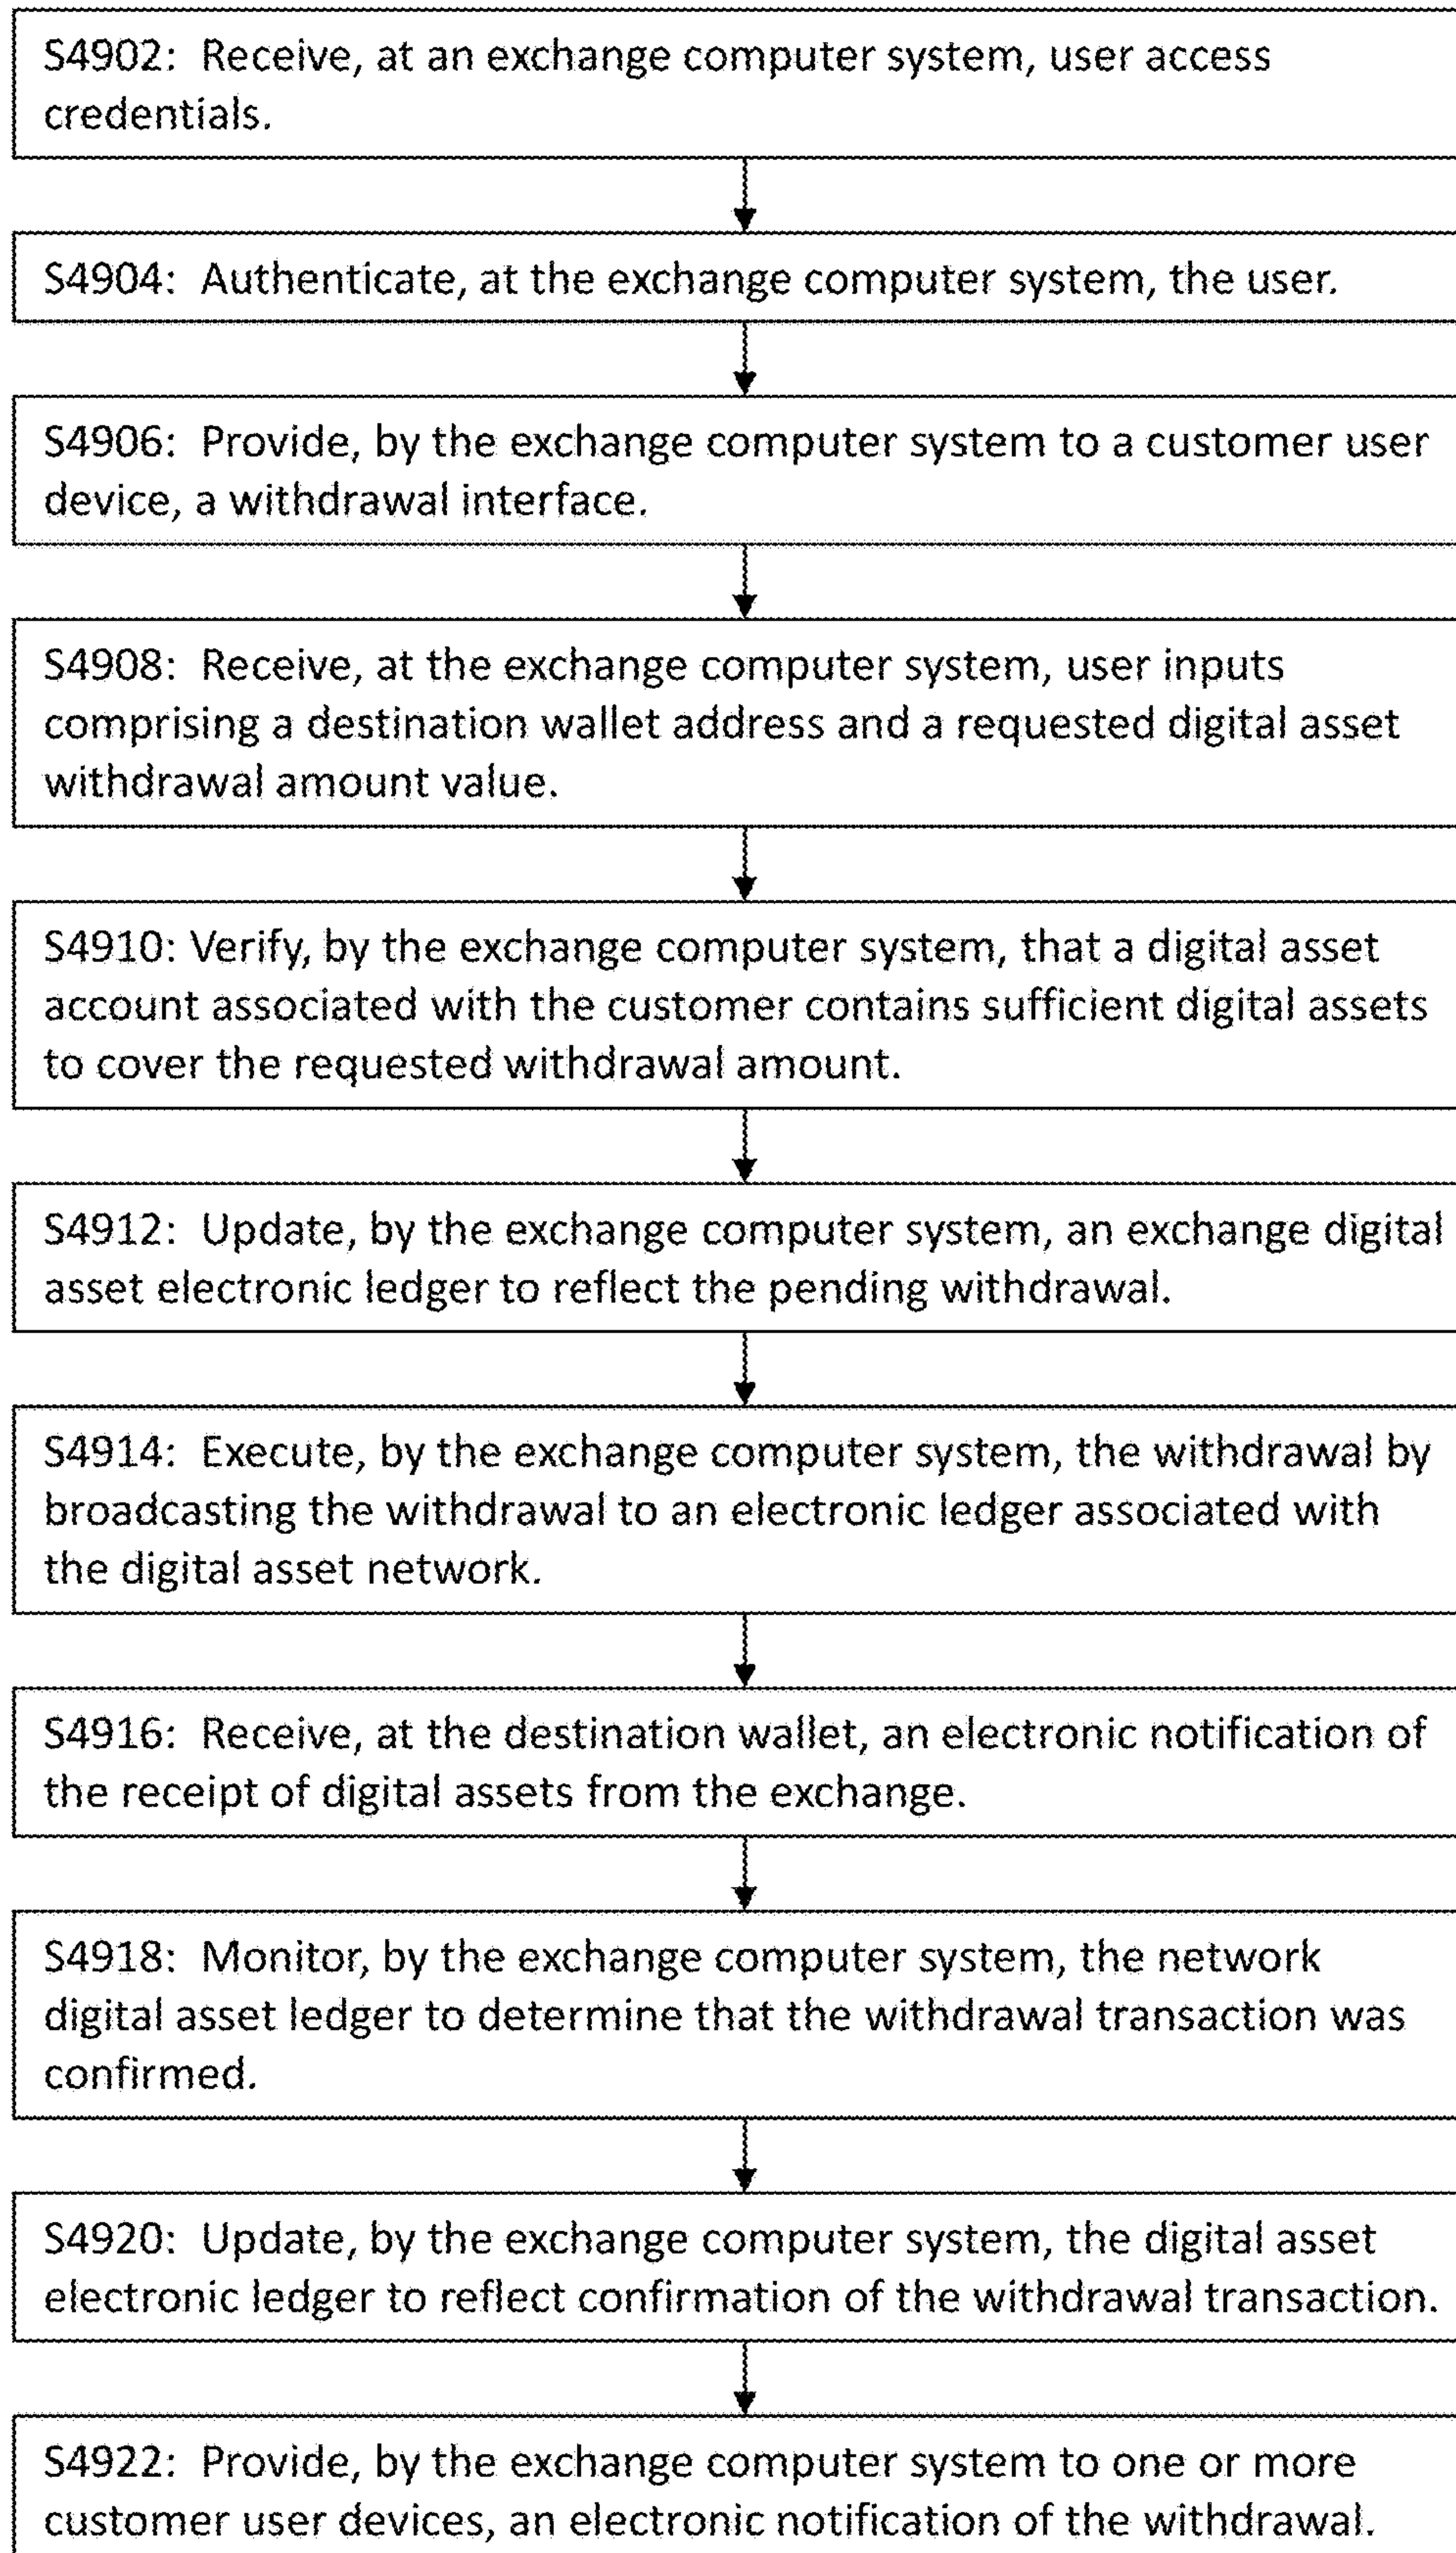 S4902: Receive, at an exchange computer system, user access
credentials.
S4904: Authenticate, at the exchange computer system, the user.
S4906: Provide, by the exchange computer system to a customer user
device, a withdrawal interface.
S4908: Receive, at the exchange computer system, user inputs
comprising a destination wallet address and a requested digital asset
withdrawal amount value.
S4910: Verify, by the exchange computer system, that a digital asset
account associated with the customer contains sufficient digital assets
to cover the requested withdrawal amount.
S4912: Update, by the exchange computer system, an exchange digital
asset electronic ledger to reflect the pending withdrawal.
S4914: Execute, by the exchange computer system, the withdrawal by
broadcasting the withdrawal to an electronic ledger associated with
the digital asset network.
S4916: Receive, at the destination wallet, an electronic notification of
the receipt of digital assets from the exchange.
S4918: Monitor, by the exchange computer system, the network
digital asset ledger to determine that the withdrawal transaction was
confirmed.
S4920: Update, by the exchange computer system, the digital asset
electronic ledger to reflect confirmation of the withdrawal transaction.
S4922: Provide, by the exchange computer system to one or more
customer user devices, an electronic notification of the withdrawal.